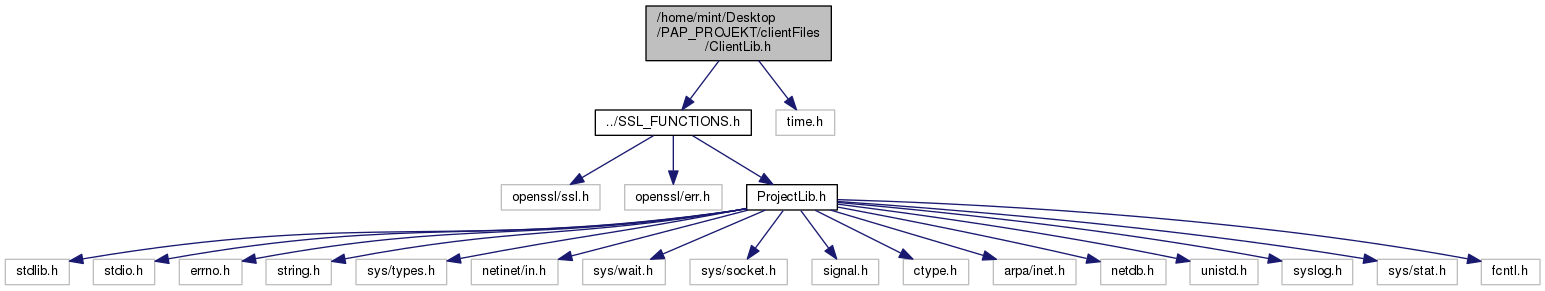 /home/mint/Desktop
/PAP_PROJEKT/clientFiles
/ClientLib.h
../SSL_FUNCTIONS.h
time.h
openssl/ssl.h
openssl/err.h
ProjectLib.h
stdlib.h
stdio.h
errno.h
string.h
sys/types.h
netinet/in.h
sys/wait.h
sys/socket.h
signal.h
ctype.h
arpa/inet.h
netdb.h
unistd.h
syslog.h
sys/stat.h
fcntl.h